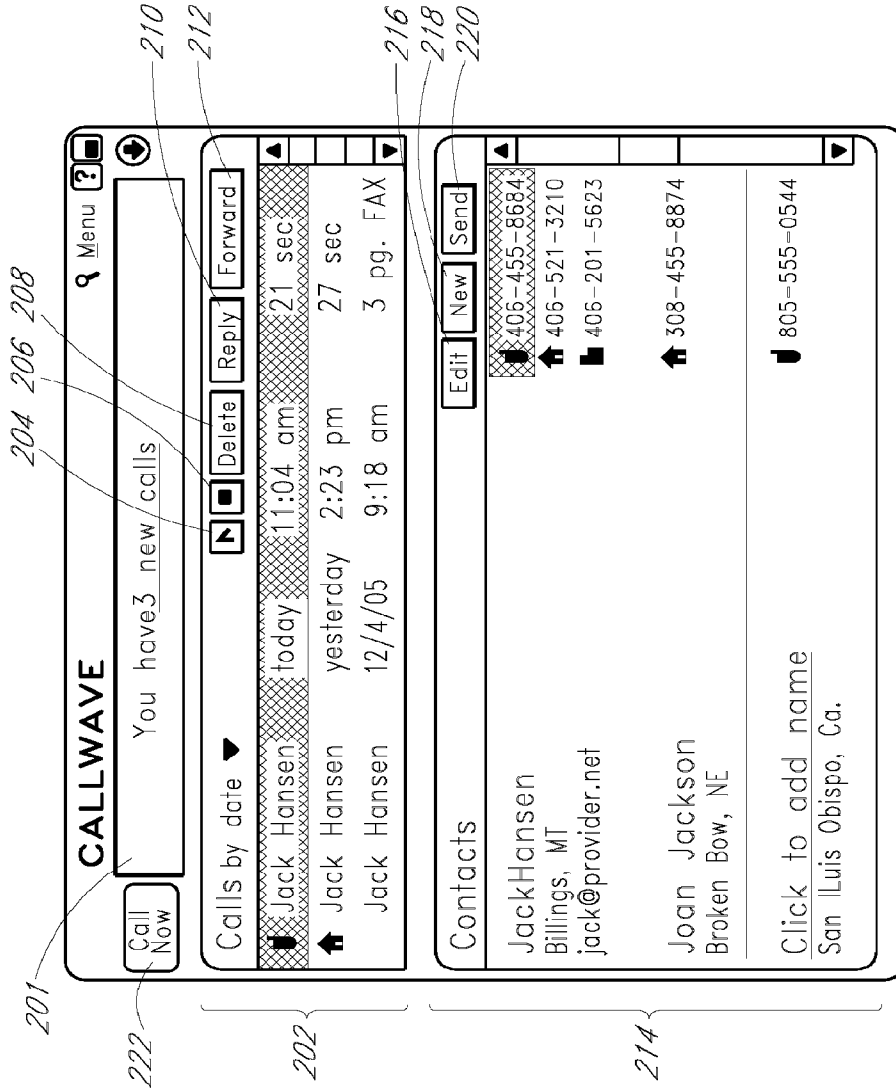 CALLWAVE
Menu
?
Call
Now
You have3 new calls
Calls by date
Delete
Reply
Forward
Jack Hansen today 11:04 am 21 sec
Jack Hansen yesterday 2:23 pm 27 sec
Jack Hansen 12/4/05 9:18 am 3 pg. FAX
Contacts
Edit
New
Send
JackHansen 406-455-8684
Billings, MT 406-521-3210
jack@provider.net 406-201-5623
Joan Jackson 308-455-8874
Broken Bow, NE
Click to add name 805-555-0544
San lLuis Obispo, Ca.
201
222
202
204
206
208
210
212
214
216
218
220